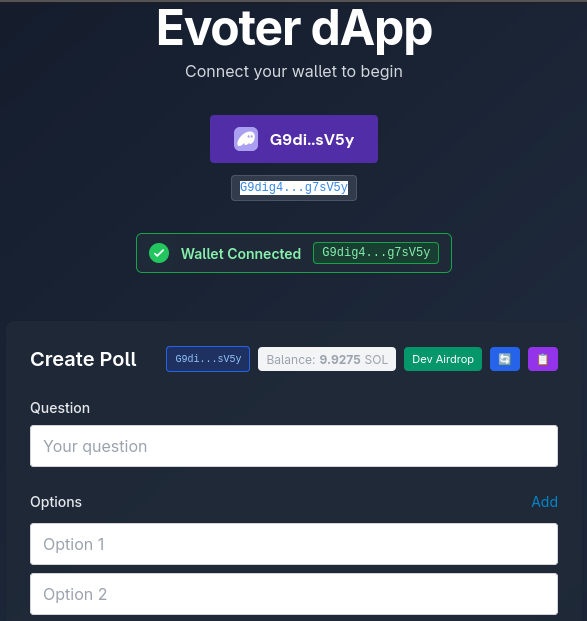 Evoter dApp
Connect your wallet to begin
G9di..sV5y
G9dig4...g7sV5y
Wallet Connected G9dig4...g7sV5y
Create Poll G9di...sV5y Balance: 9.9275 SOL Dev Airdrop
Question
Your question
Options Add
Option 1
Option 2